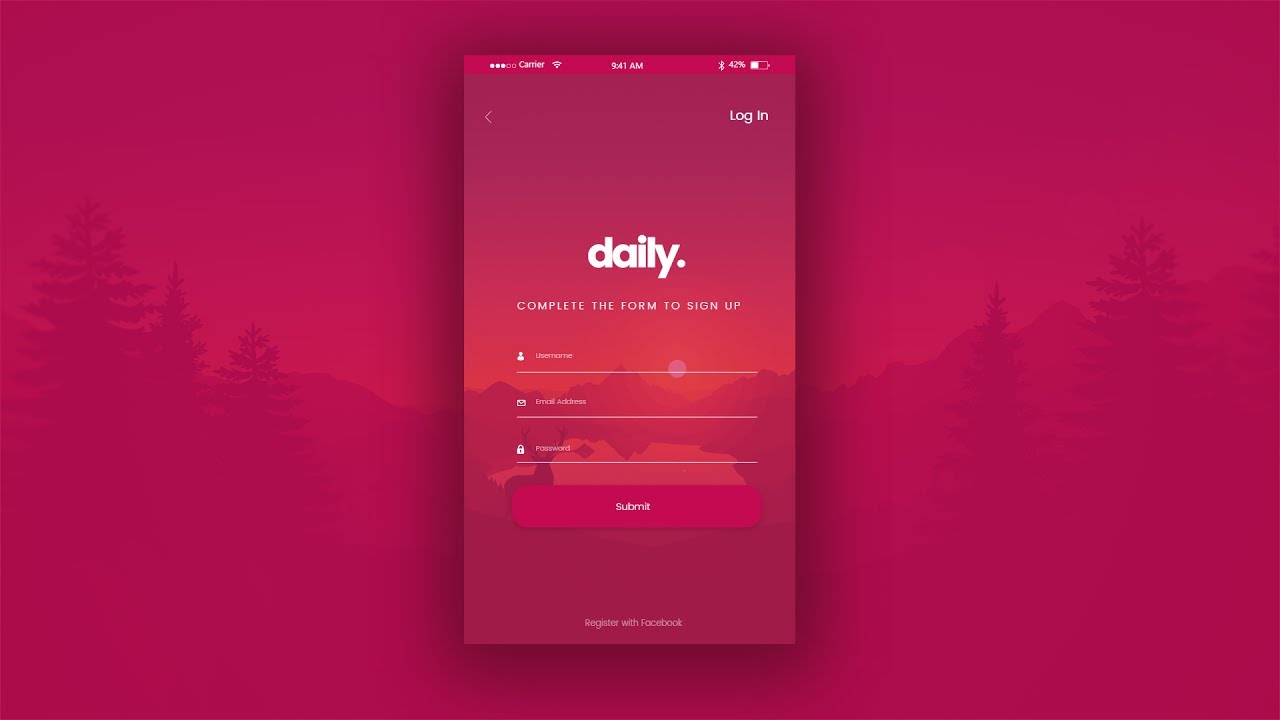 Carrier 9:41 AM 42%
Log In
daily.
COMPLETE THE FORM TO SIGN UP
Username
Email Address
Password
Submit
Register with Facebook